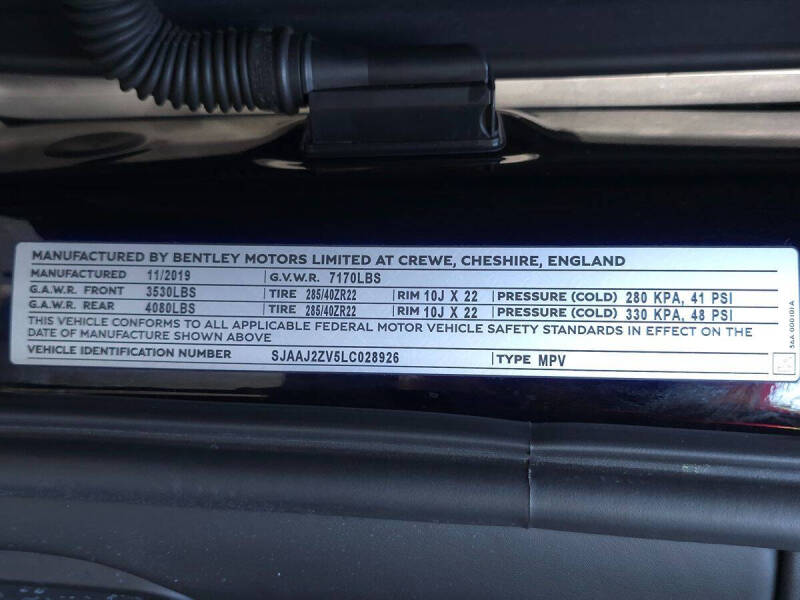 MANUFACTURED BY BENTLEY MOTORS LIMITED AT CREWE, CHESHIRE, ENGLAND
MANUFACTURED 11/2019 G.V.W.R. 7170LBS
G.A.W.R. FRONT 3530LBS TIRE 285/40ZR22 RIM 10J X 22 PRESSURE (COLD) 280 KPA, 41 PSI
G.A.W.R. REAR 4080LBS TIRE 285/40ZR22 RIM 10J X 22 PRESSURE (COLD) 330 KPA, 48 PSI
THIS VEHICLE CONFORMS TO ALL APPLICABLE FEDERAL MOTOR VEHICLE SAFETY STANDARDS IN EFFECT ON THE
DATE OF MANUFACTURE SHOWN ABOVE
VEHICLE IDENTIFICATION NUMBER SJAAJ2ZV5LC028926 TYPE MPV